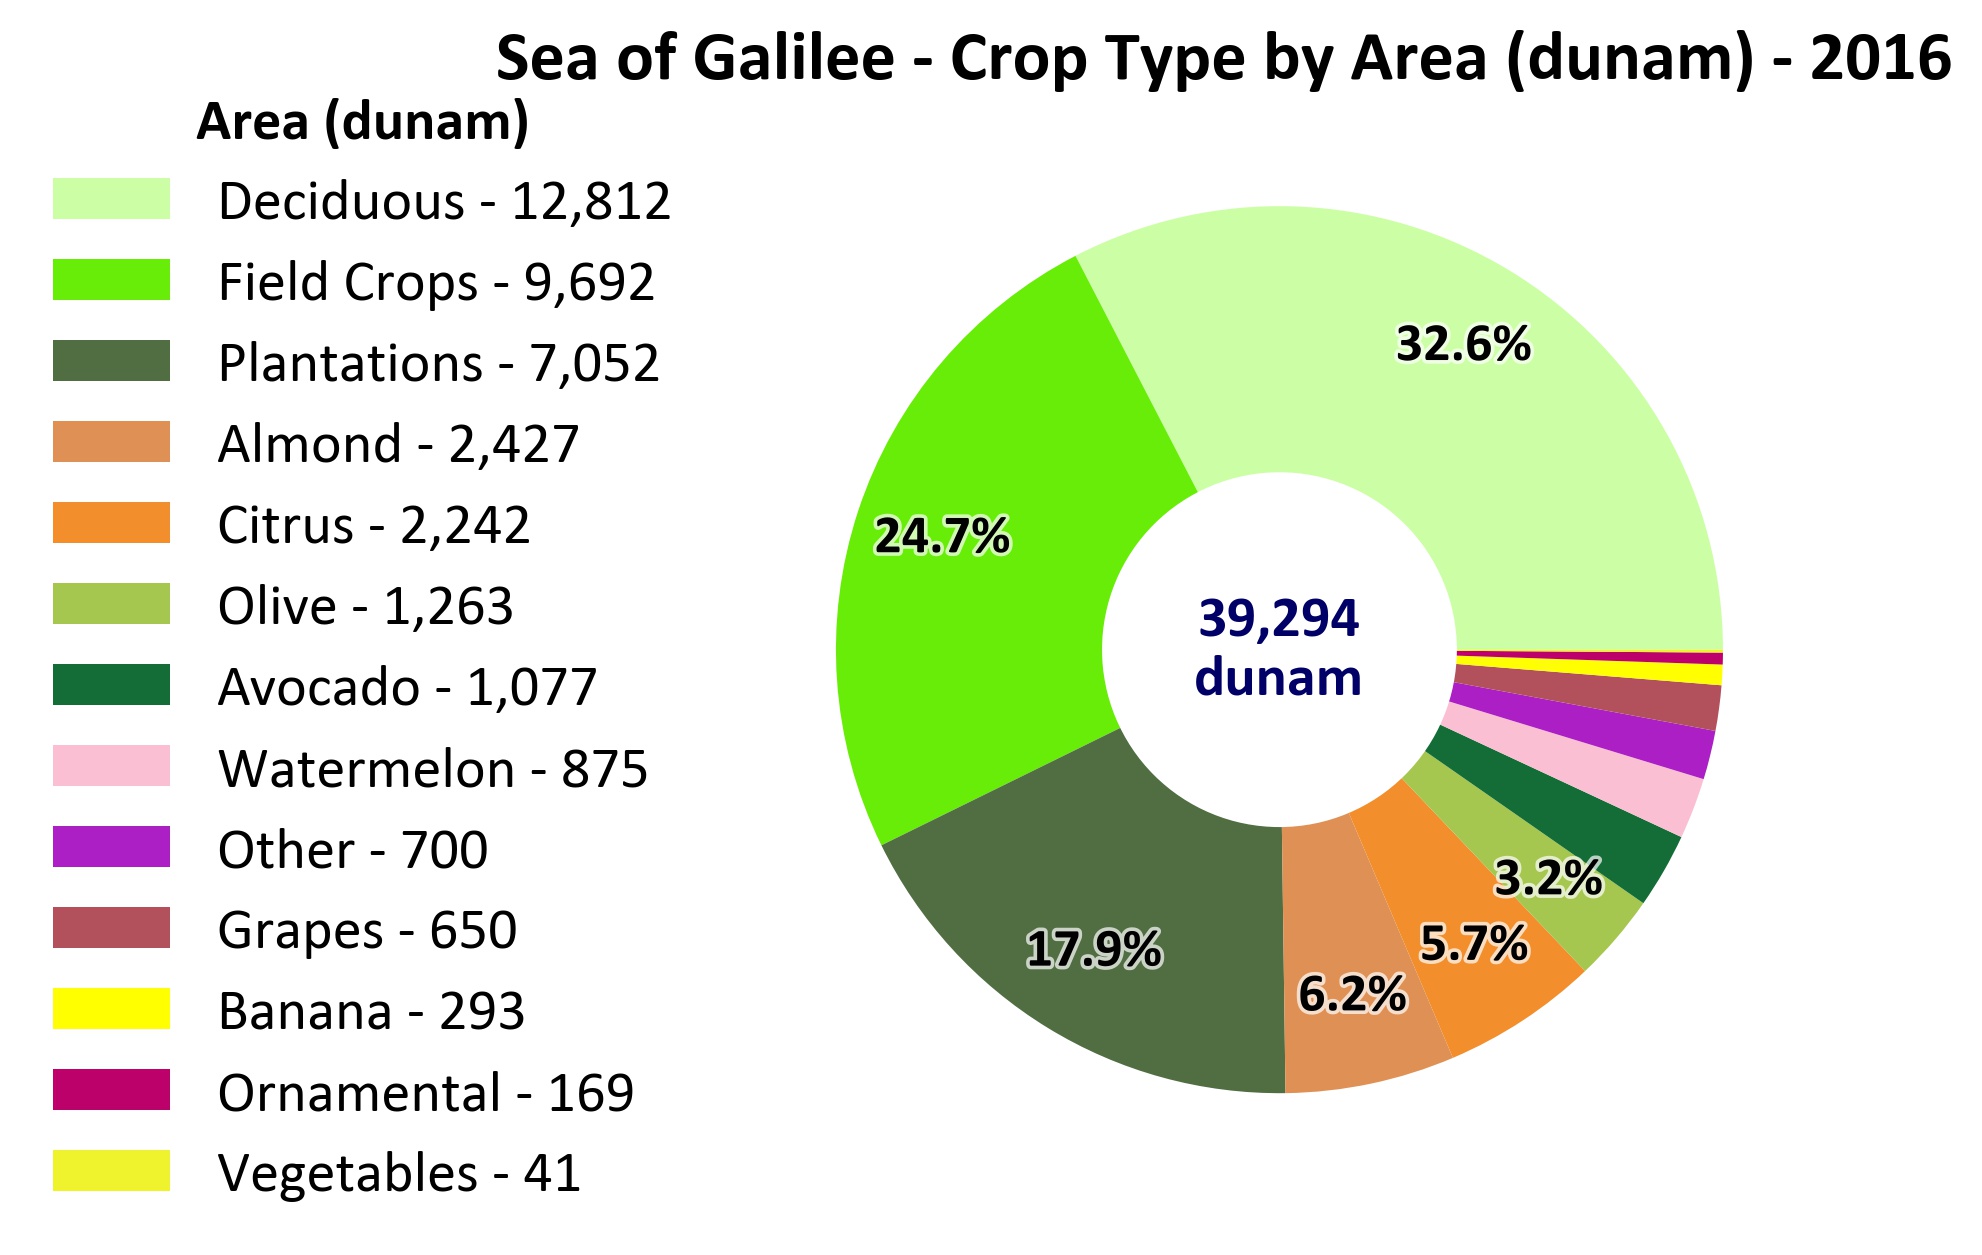 Sea of Galilee - Crop Type by Area (dunam) - 2016
Area (dunam)
Deciduous - 12,812
Field Crops - 9,692
Plantations - 7,052
Almond - 2,427
Citrus - 2,242
Olive - 1,263
Avocado - 1,077
Watermelon - 875
Other - 700
Grapes - 650
Banana - 293
Ornamental - 169
Vegetables - 41
32.6%
24.7%
39,294
dunam
17.9%
6.2%
5.7%
3.2%